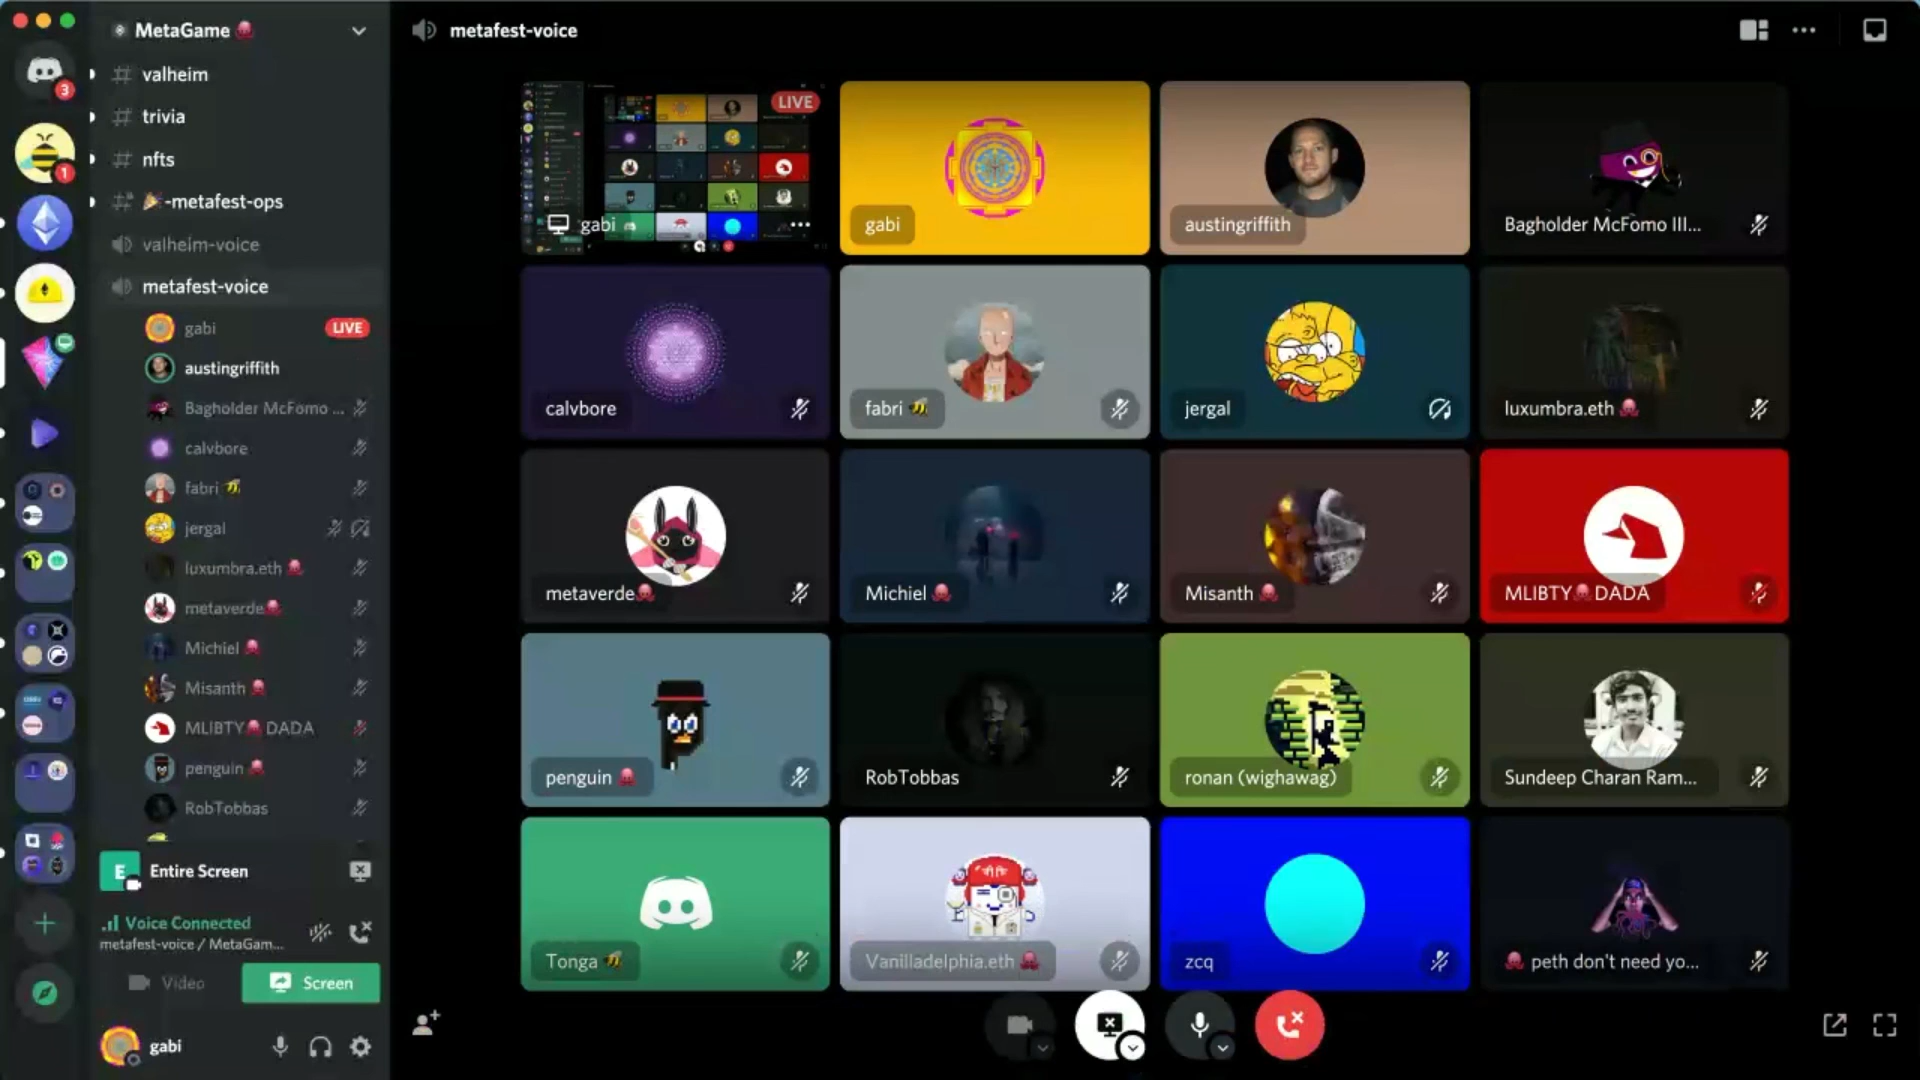 MetaGame
3
valheim
trivia
1
nfts
-metafest-ops
valheim-voice
metafest-voice
gabi LIVE
austingriffith
Bagholder McFomo ...
calvbore
fabri
jergal
luxumbra.eth
metaverde
Michiel
Misanth
MLIBTY DADA
penguin
RobTobbas
E Entire Screen
Voice Connected
metafest-voice / MetaGam...
Video Screen
gabi
metafest-voice
LIVE
gabi
gabi
austingriffith
Bagholder McFomo III...
calvbore
fabri
jergal
luxumbra.eth
metaverde
Michiel
Misanth
MLIBTY DADA
penguin
RobTobbas
ronan (wighawag)
Sundeep Charan Ram...
Tonga
Vanilladelphia.eth
zcq
peth don't need yo...